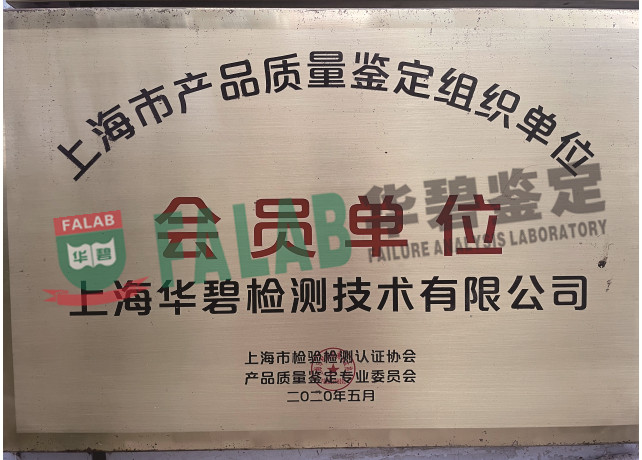 上海市产品质量鉴定组织单位
会员单位
FALAB
华碧
FALAB 华碧鉴定
FAILURE ANALYSIS LABORATORY
上海华碧检测技术有限公司
上海市检验检测认证协会
产品质量鉴定专业委员会
二〇二〇年五月